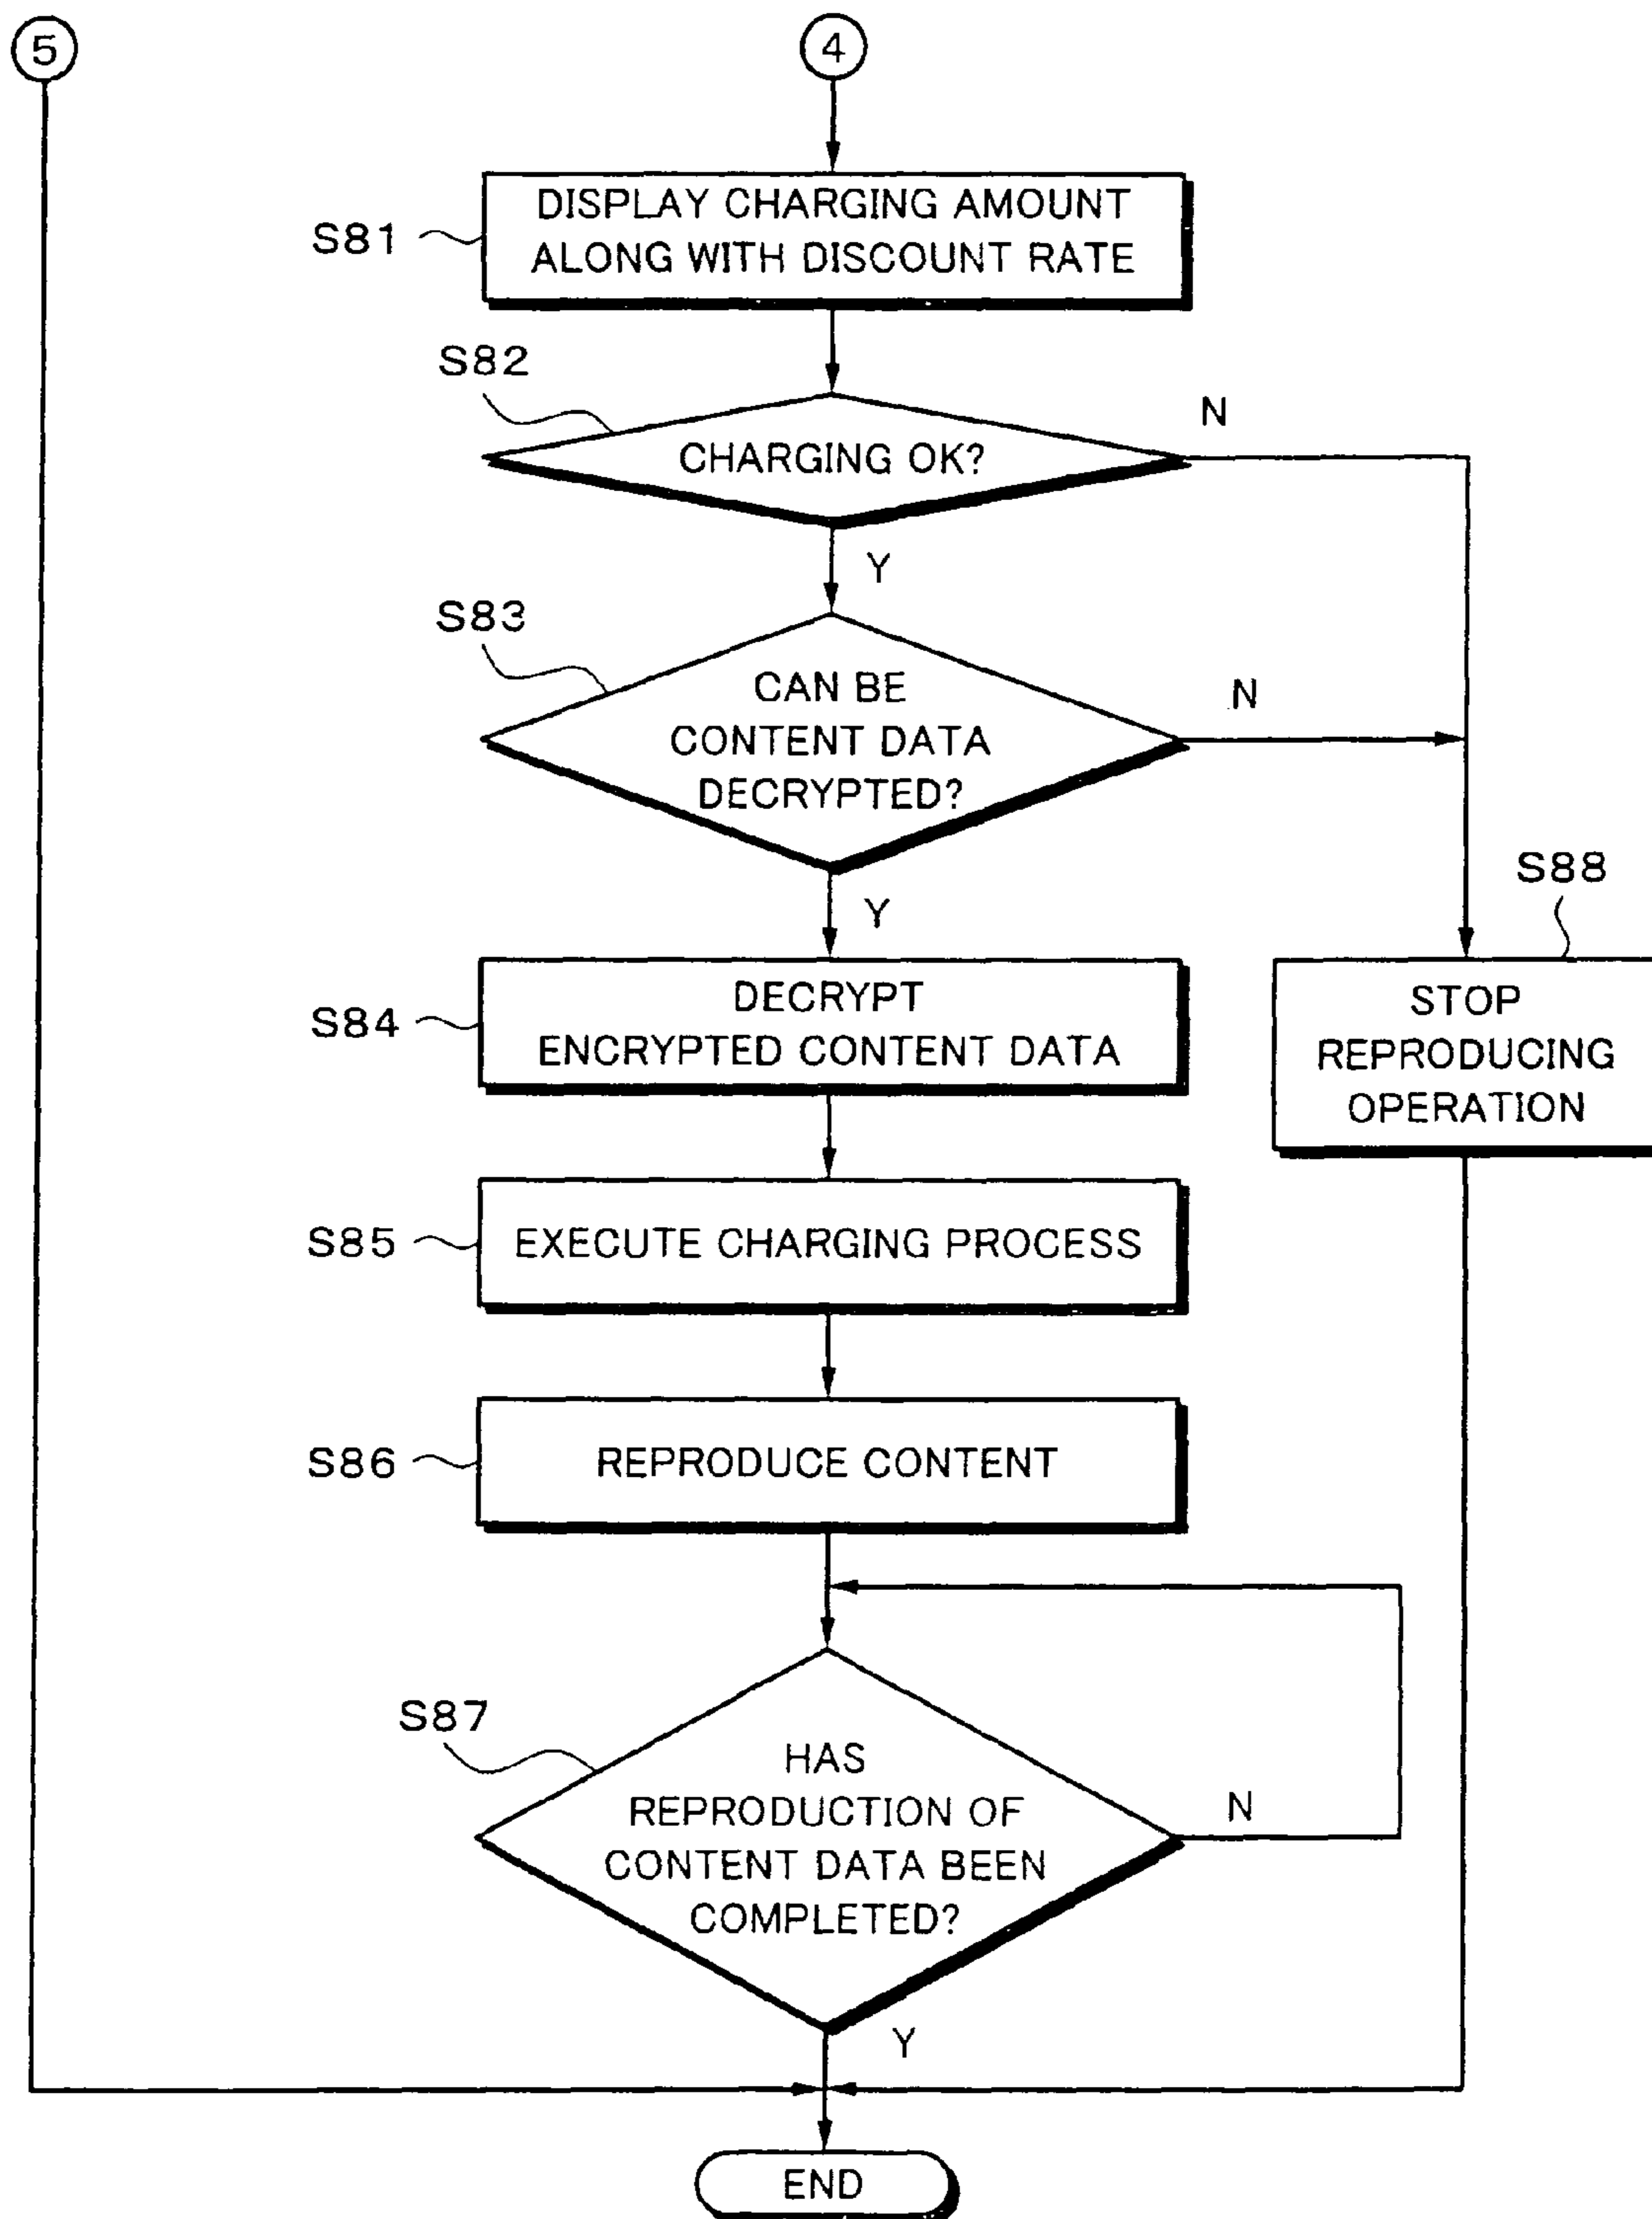 5
4
S81
DISPLAY CHARGING AMOUNT
ALONG WITH DISCOUNT RATE
S82
CHARGING OK?
N
Y
S83
CAN BE
CONTENT DATA
DECRYPTED?
N
Y
S84
DECRYPT
ENCRYPTED CONTENT DATA
S88
STOP
REPRODUCING
OPERATION
S85
EXECUTE CHARGING PROCESS
S86
REPRODUCE CONTENT
S87
HAS
REPRODUCTION OF
CONTENT DATA BEEN
COMPLETED?
N
Y
END